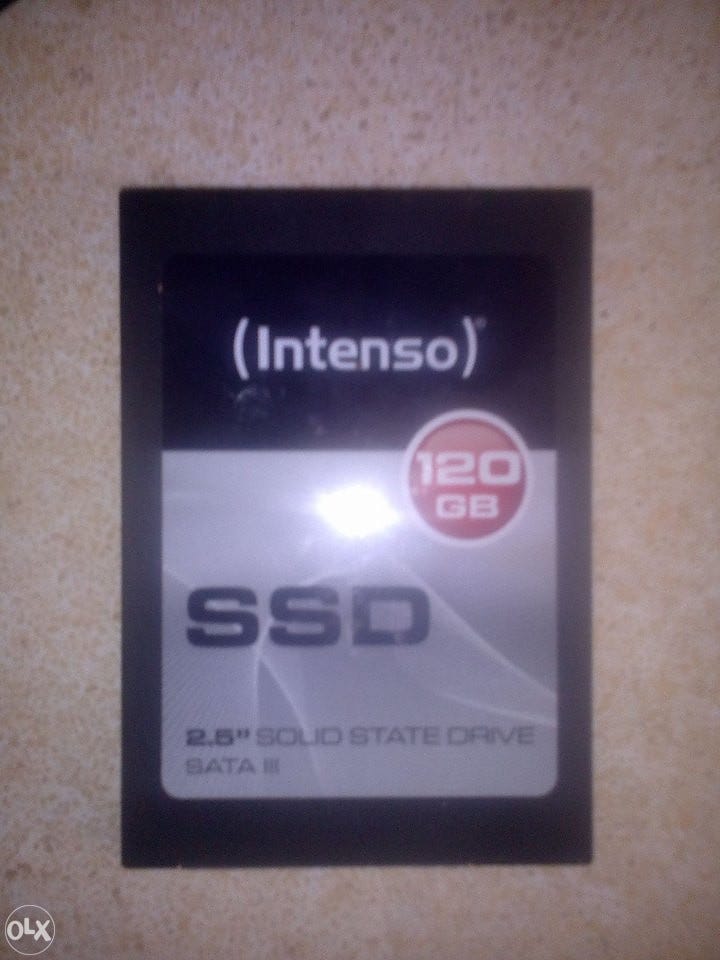 (Intenso)®
120
GB
SSD
2,5" SOLID STATE DRIVE
SATA III
OLX